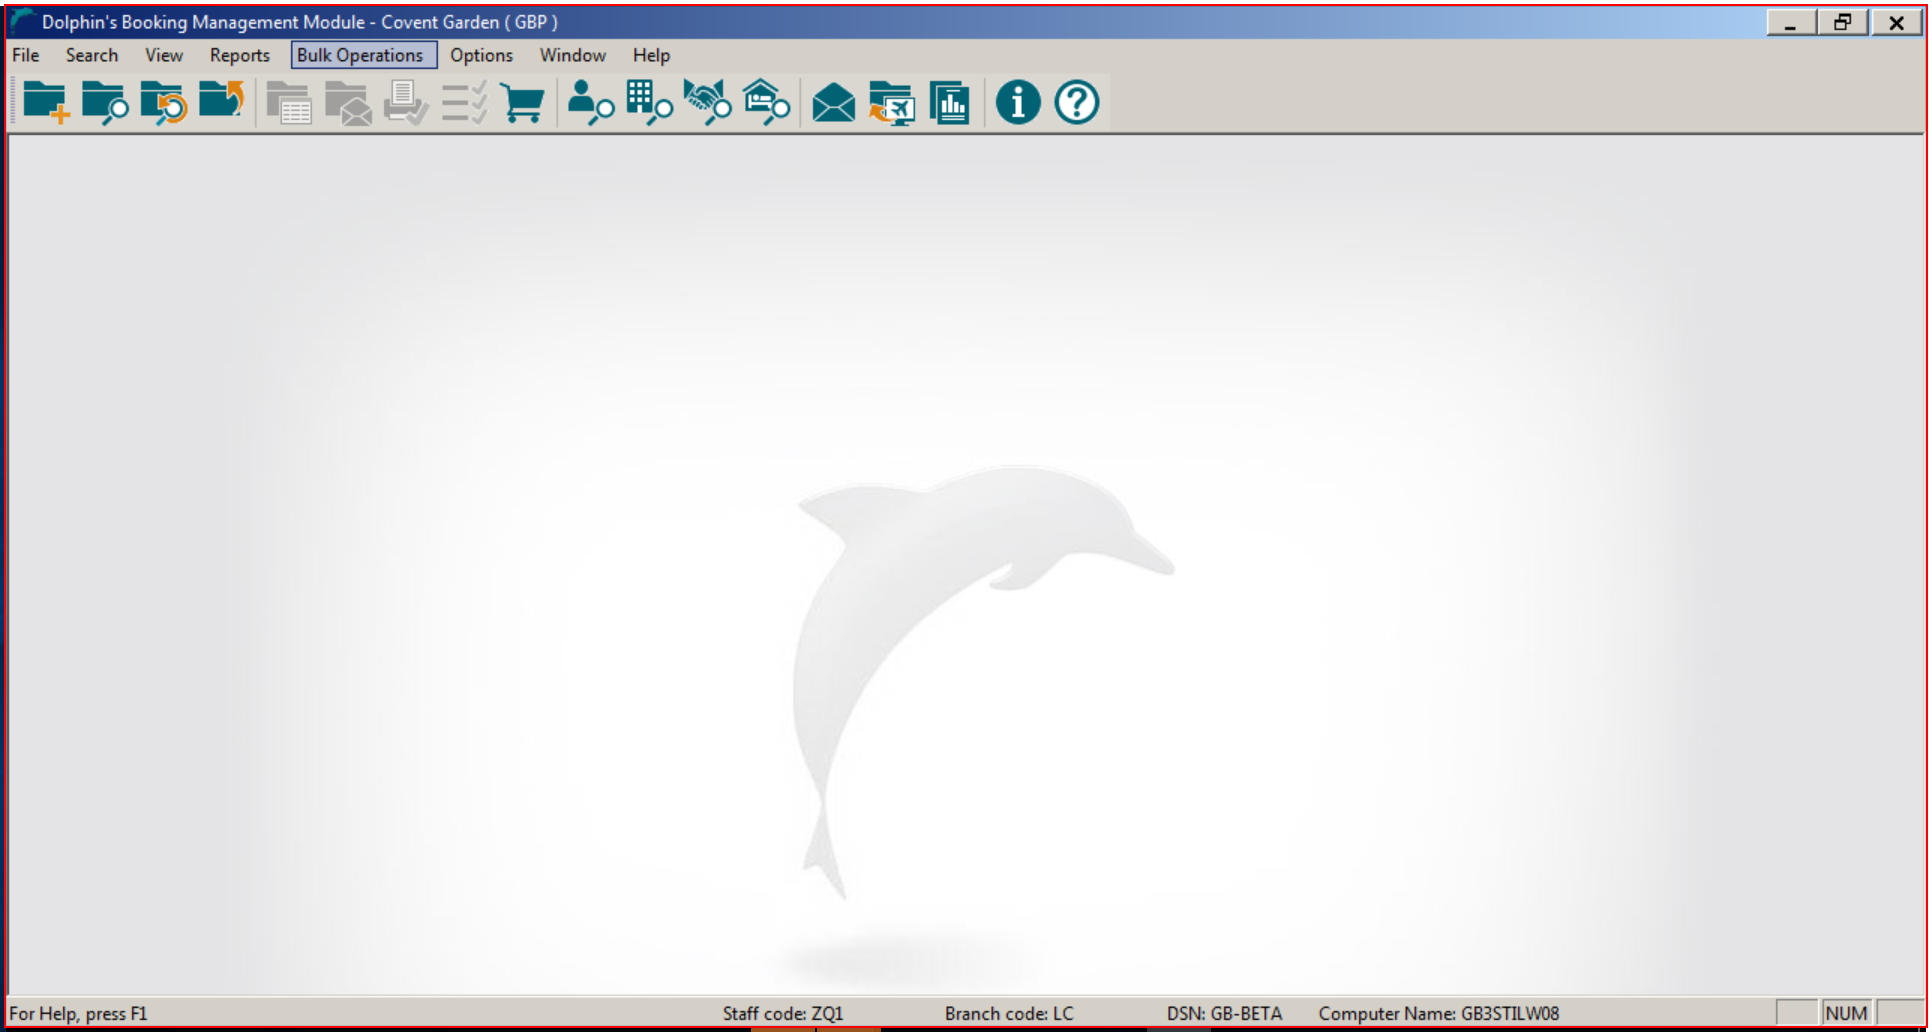 Dolphin's Booking Management Module - Covent Garden ( GBP )
File Search View Reports Bulk Operations Options Window Help
For Help, press F1 Staff code: ZQ1 Branch code: LC DSN: GB-BETA Computer Name: GB3STILW08 NUM